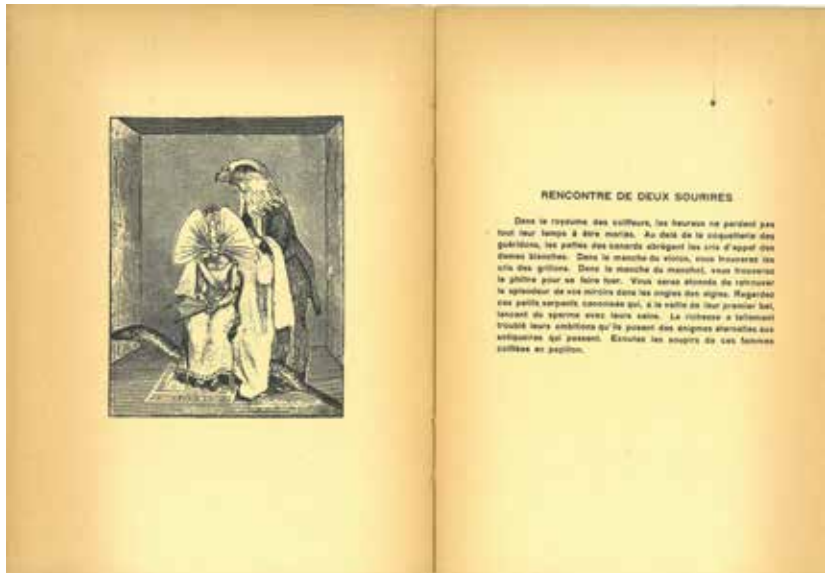 RENCONTRE DE DEUX SOURIRES
Dans le royaume des coiffeurs, les heureux ne perdent pas
tout leur temps à être mariés. Au delà de la coquetterie des
guéridons, les pattes des canards abrègent les cris d'appel des
dames blanches. Dans la manche du violon, vous trouverez les
cris des grillons. Dans la manche du manchot, vous trouverez
le philtre pour se faire tuer. Vous serez étonnés de retrouver
la splendeur de vos miroirs dans les ongles des aigles. Regardez
ces petits serpents canonisés qui, à la veille de leur premier bal,
lancent du sperme avec leurs seins. La richesse a tellement
troublé leurs ambitions qu'ils posent des énigmes éternelles aux
antiquaires qui passent. Ecoutez les soupirs de ces femmes
coiffées en papillon.